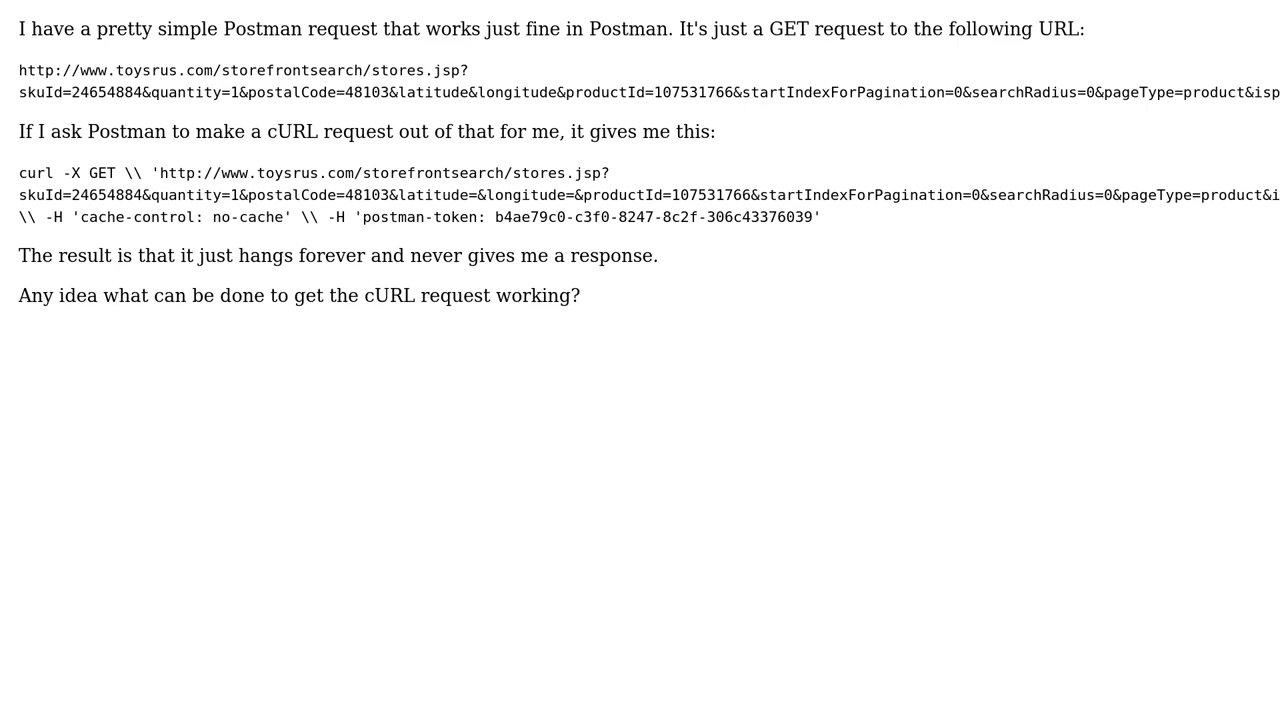 I have a pretty simple Postman request that works just fine in Postman. It's just a GET request to the following URL:
http://www.toysrus.com/storefrontsearch/stores.jsp?
skuId=24654884&quantity=1&postalCode=48103&latitude&longitude&productId=107531766&startIndexForPagination=0&searchRadius=0&pageType=product&isp
If I ask Postman to make a cURL request out of that for me, it gives me this:
curl -X GET \\ 'http://www.toysrus.com/storefrontsearch/stores.jsp?
skuId=24654884&quantity=1&postalCode=48103&latitude=&longitude=&productId=107531766&startIndexForPagination=0&searchRadius=0&pageType=product&i
\\ -H 'cache-control: no-cache' \\ -H 'postman-token: b4ae79c0-c3f0-8247-8c2f-306c43376039'
The result is that it just hangs forever and never gives me a response.
Any idea what can be done to get the cURL request working?